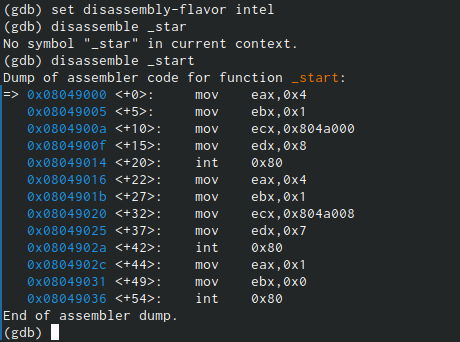 (gdb) set disassembly-flavor intel
(gdb) disassemble _star
No symbol "_star" in current context.
(gdb) disassemble _start
Dump of assembler code for function _start:
=> 0x08049000 <+0>:     mov    eax,0x4
   0x08049005 <+5>:     mov    ebx,0x1
   0x0804900a <+10>:    mov    ecx,0x804a000
   0x0804900f <+15>:    mov    edx,0x8
   0x08049014 <+20>:    int    0x80
   0x08049016 <+22>:    mov    eax,0x4
   0x0804901b <+27>:    mov    ebx,0x1
   0x08049020 <+32>:    mov    ecx,0x804a008
   0x08049025 <+37>:    mov    edx,0x7
   0x0804902a <+42>:    int    0x80
   0x0804902c <+44>:    mov    eax,0x1
   0x08049031 <+49>:    mov    ebx,0x0
   0x08049036 <+54>:    int    0x80
End of assembler dump.
(gdb)